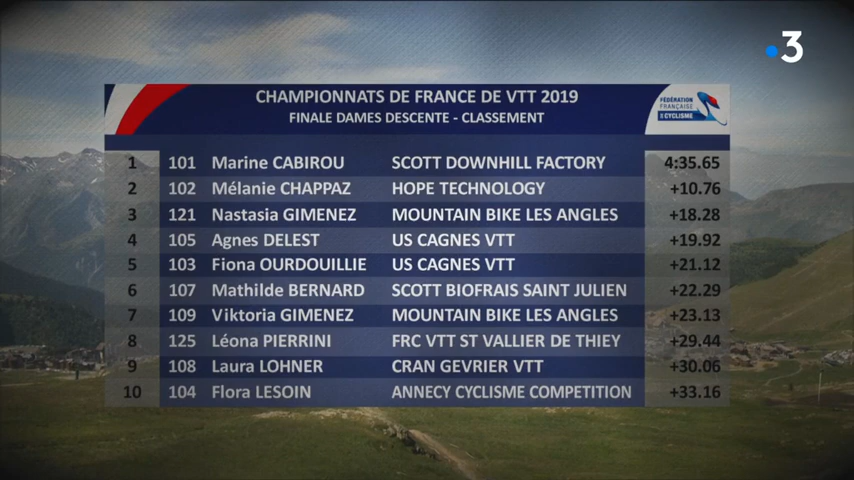 3
CHAMPIONNATS DE FRANCE DE VTT 2019
FINALE DAMES DESCENTE - CLASSEMENT
FÉDÉRATION
FRANÇAISE
DE CYCLISME
1 101 Marine CABIROU SCOTT DOWNHILL FACTORY 4:35.65
2 102 Mélanie CHAPPAZ HOPE TECHNOLOGY +10.76
3 121 Nastasia GIMENEZ MOUNTAIN BIKE LES ANGLES +18.28
4 105 Agnes DELEST US CAGNES VTT +19.92
5 103 Fiona OURDOUILLIE US CAGNES VTT +21.12
6 107 Mathilde BERNARD SCOTT BIOFRAIS SAINT JULIEN +22.29
7 109 Viktoria GIMENEZ MOUNTAIN BIKE LES ANGLES +23.13
8 125 Léona PIERRINI FRC VTT ST VALLIER DE THIEY +29.44
9 108 Laura LOHNER CRAN GEVRIER VTT +30.06
10 104 Flora LESOIN ANNECY CYCLISME COMPETITION +33.16